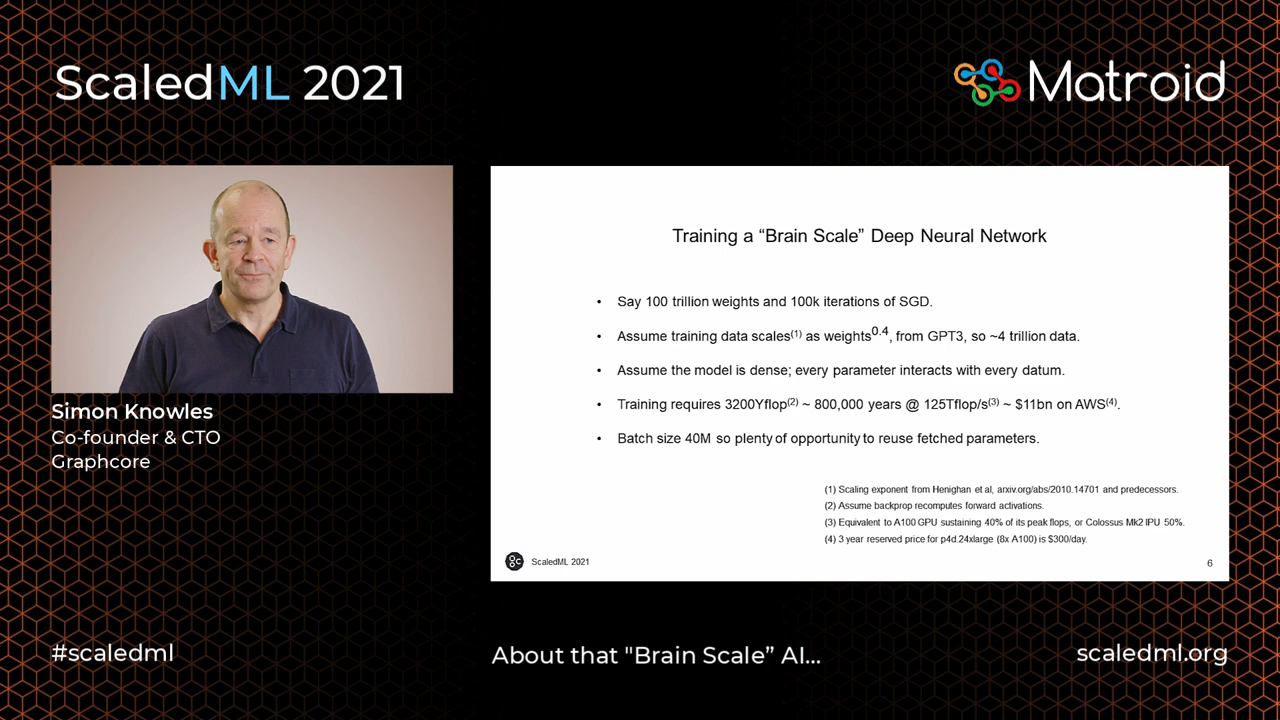 ScaledML 2021
Matroid
Training a “Brain Scale” Deep Neural Network
• Say 100 trillion weights and 100k iterations of SGD.
• Assume training data scales(1) as weights0.4, from GPT3, so ~4 trillion data.
• Assume the model is dense; every parameter interacts with every datum.
• Training requires 3200Yflop(2) ~ 800,000 years @ 125Tflop/s(3) ~ $11bn on AWS(4).
• Batch size 40M so plenty of opportunity to reuse fetched parameters.
(1) Scaling exponent from Henighan et al, arxiv.org/abs/2010.14701 and predecessors.
(2) Assume backprop recomputes forward activations.
(3) Equivalent to A100 GPU sustaining 40% of its peak flops, or Colossus Mk2 IPU 50%.
(4) 3 year reserved price for p4d.24xlarge (8x A100) is $300/day.
ScaledML 2021
6
Simon Knowles
Co-founder & CTO
Graphcore
#scaledml
About that "Brain Scale” AI...
scaledml.org